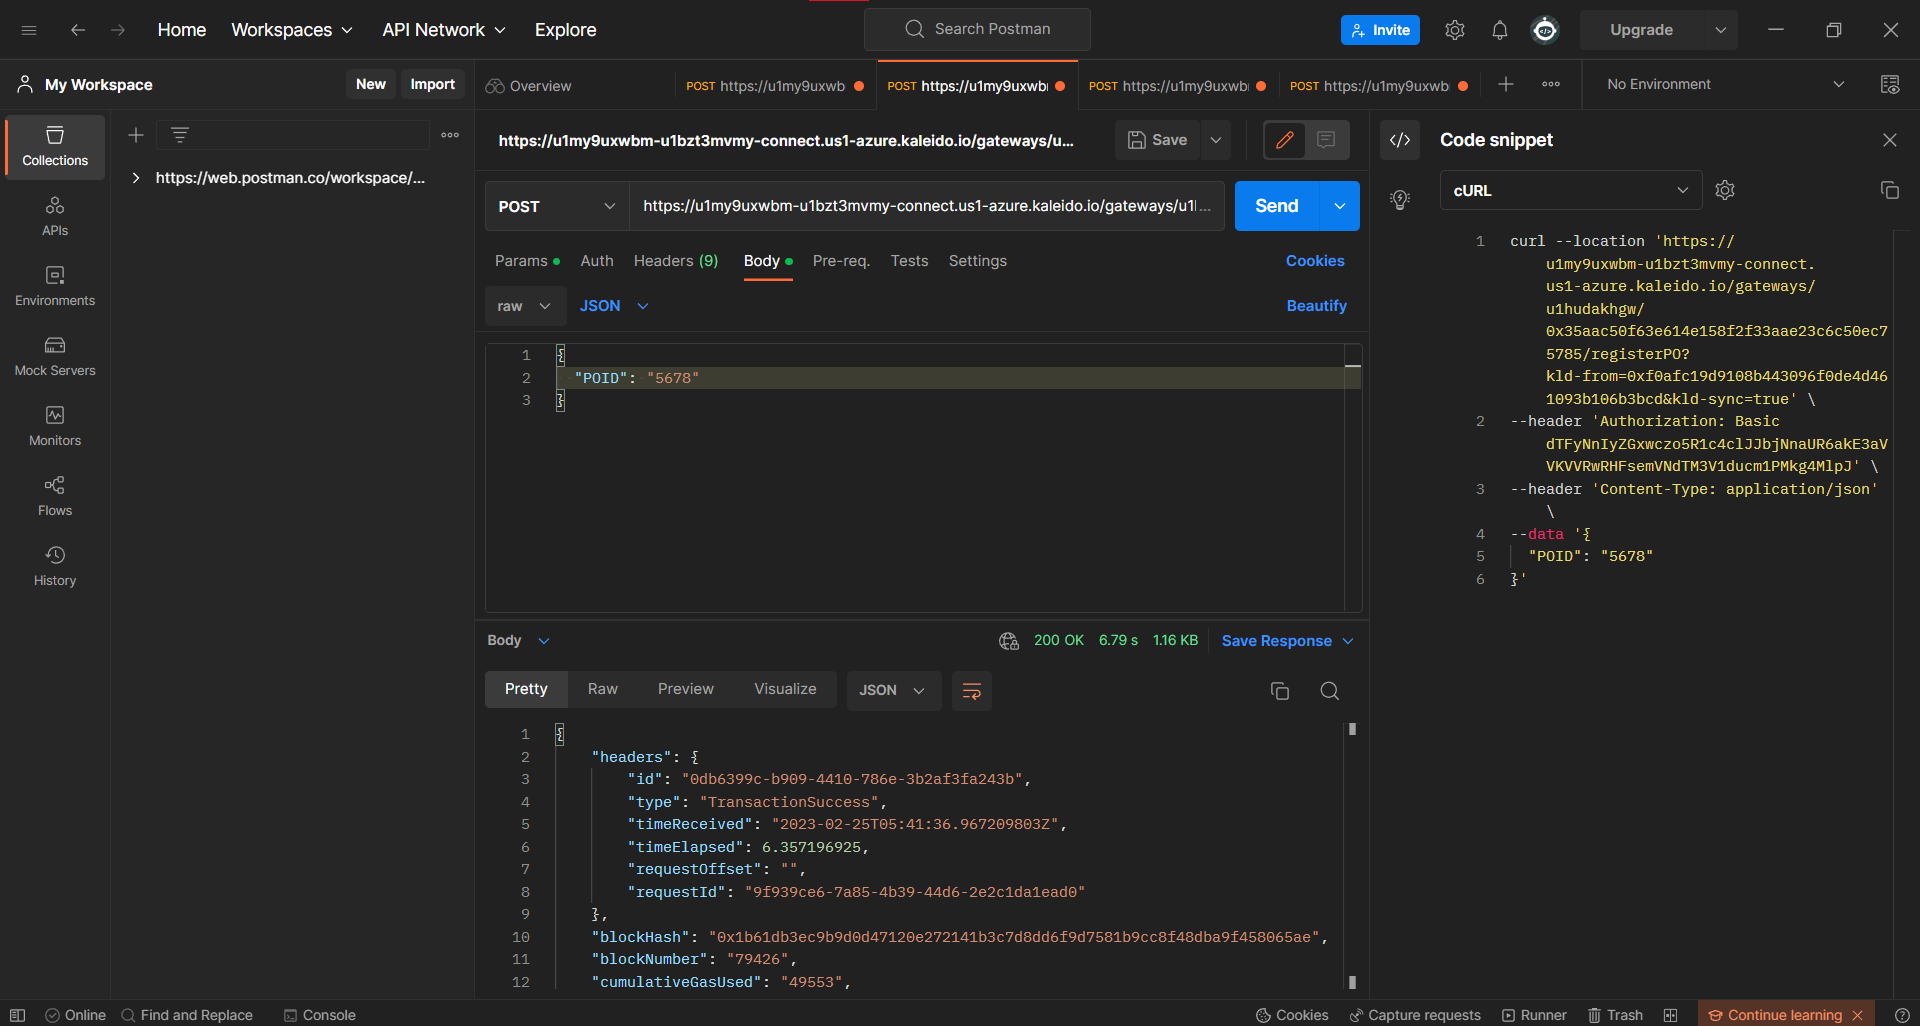 Home
Workspaces
API Network
Explore
Search Postman
Invite
Upgrade
My Workspace
New
Import
Overview
POST https://u1my9uxwb
POST https://u1my9uxwb
POST https://u1my9uxwb
POST https://u1my9uxwb
No Environment
Collections
APIs
Environments
Mock Servers
Monitors
Flows
History
https://web.postman.co/workspace/...
https://u1my9uxwbm-u1bzt3mvmy-connect.us1-azure.kaleido.io/gateways/u...
Save
POST
https://u1my9uxwbm-u1bzt3mvmy-connect.us1-azure.kaleido.io/gateways/u1l...
Send
Params
Auth
Headers (9)
Body
Pre-req.
Tests
Settings
Cookies
raw
JSON
Beautify
1 {
2 "POID": "5678"
3 }
Body
200 OK
6.79 s
1.16 KB
Save Response
Pretty
Raw
Preview
Visualize
JSON
1 {
2 "headers": {
3 "id": "0db6399c-b909-4410-786e-3b2af3fa243b",
4 "type": "TransactionSuccess",
5 "timeReceived": "2023-02-25T05:41:36.967209803Z",
6 "timeElapsed": 6.357196925,
7 "requestOffset": "",
8 "requestId": "9f939ce6-7a85-4b39-44d6-2e2c1da1ead0"
9 },
10 "blockHash": "0x1b61db3ec9b9d0d47120e272141b3c7d8dd6f9d7581b9cc8f48dba9f458065ae",
11 "blockNumber": "79426",
12 "cumulativeGasUsed": "49553",
Code snippet
cURL
1 curl --location 'https://
u1my9uxwbm-u1bzt3mvmy-connect.
us1-azure.kaleido.io/gateways/
u1hudakhgw/
0x35aac50f63e614e158f2f33aae23c6c50ec7
5785/registerPO?
kld-from=0xf0afc19d9108b443096f0de4d46
1093b106b3bcd&kld-sync=true' \
2 --header 'Authorization: Basic
dTFyNnIyZGxwczo5R1c4clJJbjNnaUR6akE3aV
VKVVRwRHFsemVNdTM3V1ducm1PMkg4MlpJ' \
3 --header 'Content-Type: application/json'
\
4 --data '{
5 "POID": "5678"
6 }'
Online
Find and Replace
Console
Cookies
Capture requests
Runner
Trash
Continue learning